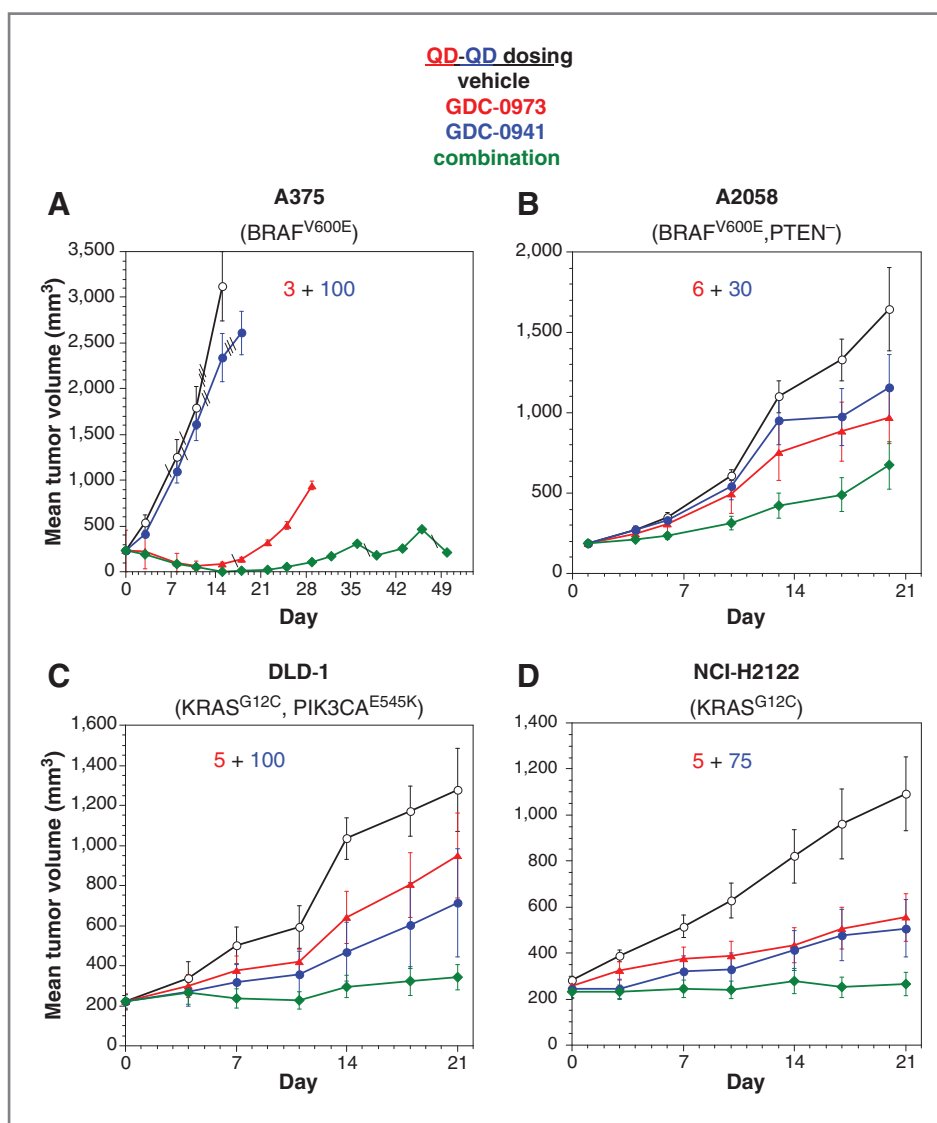 QD-QD dosing
vehicle
GDC-0973
GDC-0941
combination
A
A375
(BRAFV600E)
3 + 100
Mean tumor volume (mm3)
3,500
3,000
2,500
2,000
1,500
1,000
500
0
0 7 14 21 28 35 42 49
Day
B
A2058
(BRAFV600E,PTEN–)
6 + 30
2,000
1,500
1,000
500
0
0 7 14 21
Day
C
DLD-1
(KRASG12C, PIK3CAE545K)
5 + 100
Mean tumor volume (mm3)
1,600
1,400
1,200
1,000
800
600
400
200
0
0 7 14 21
Day
D
NCI-H2122
(KRASG12C)
5 + 75
1,400
1,200
1,000
800
600
400
200
0
0 7 14 21
Day